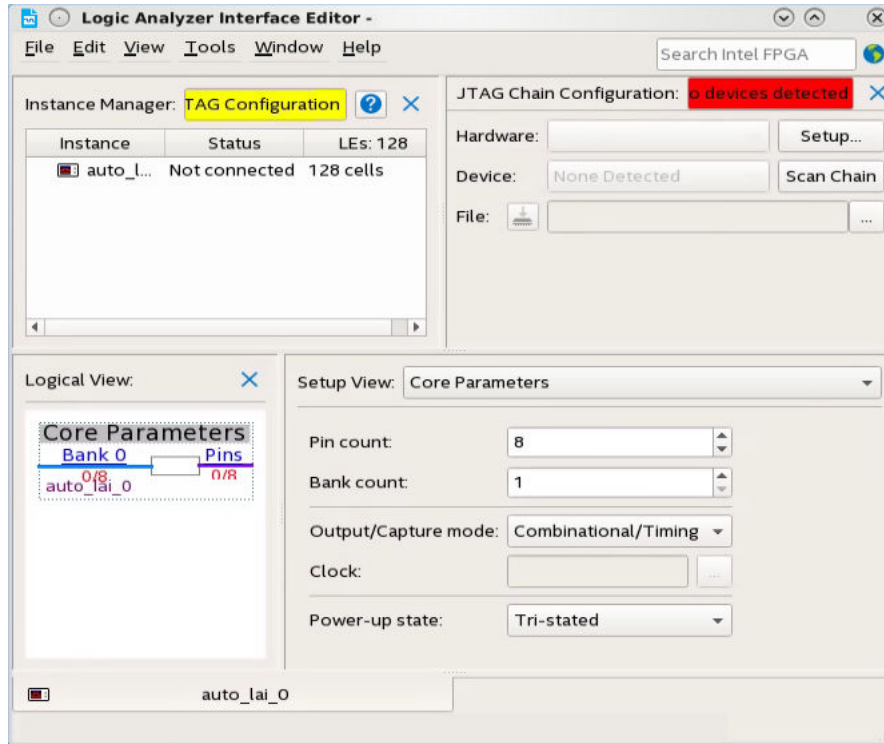 Logic Analyzer Interface Editor -
File Edit View Tools Window Help
Search Intel FPGA
Instance Manager: TAG Configuration
Instance Status LEs: 128
auto_l... Not connected 128 cells
JTAG Chain Configuration: o devices detected
Hardware: Setup...
Device: None Detected Scan Chain
File: ...
Logical View:
Core Parameters
Bank 0 Pins
0/8 0/8
auto_lai_0
Setup View: Core Parameters
Pin count: 8
Bank count: 1
Output/Capture mode: Combinational/Timing
Clock: ...
Power-up state: Tri-stated
auto_lai_0